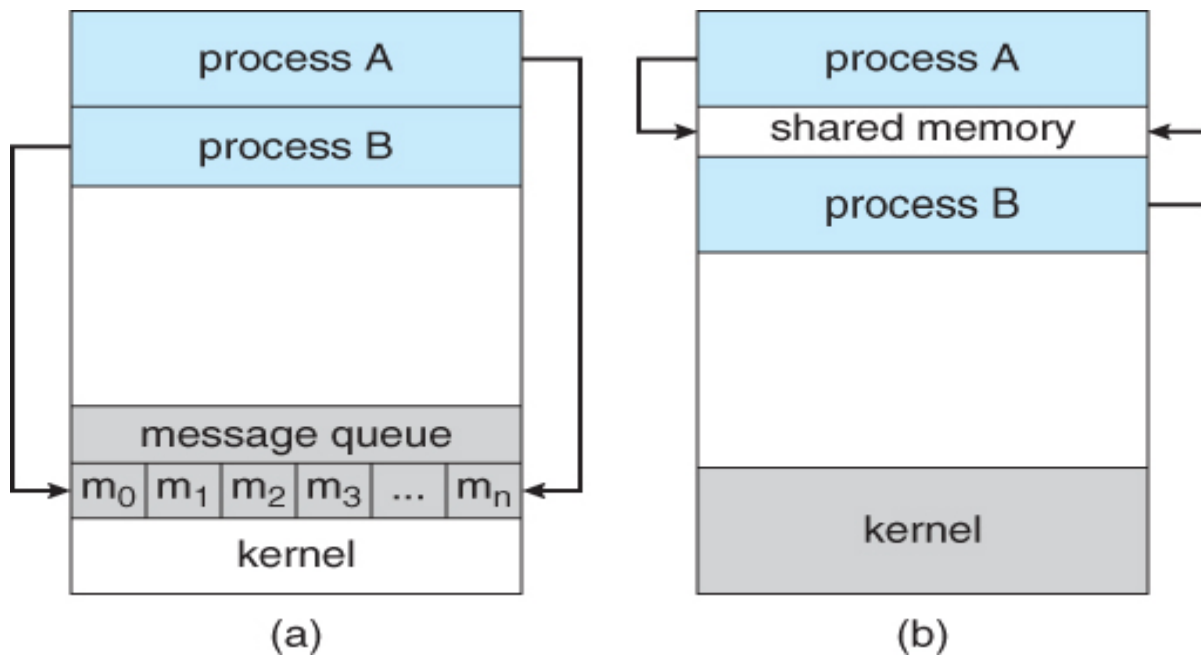 process A
process B
message queue
m₀ m₁ m₂ m₃ ... mₙ
kernel
(a)
process A
shared memory
process B
kernel
(b)